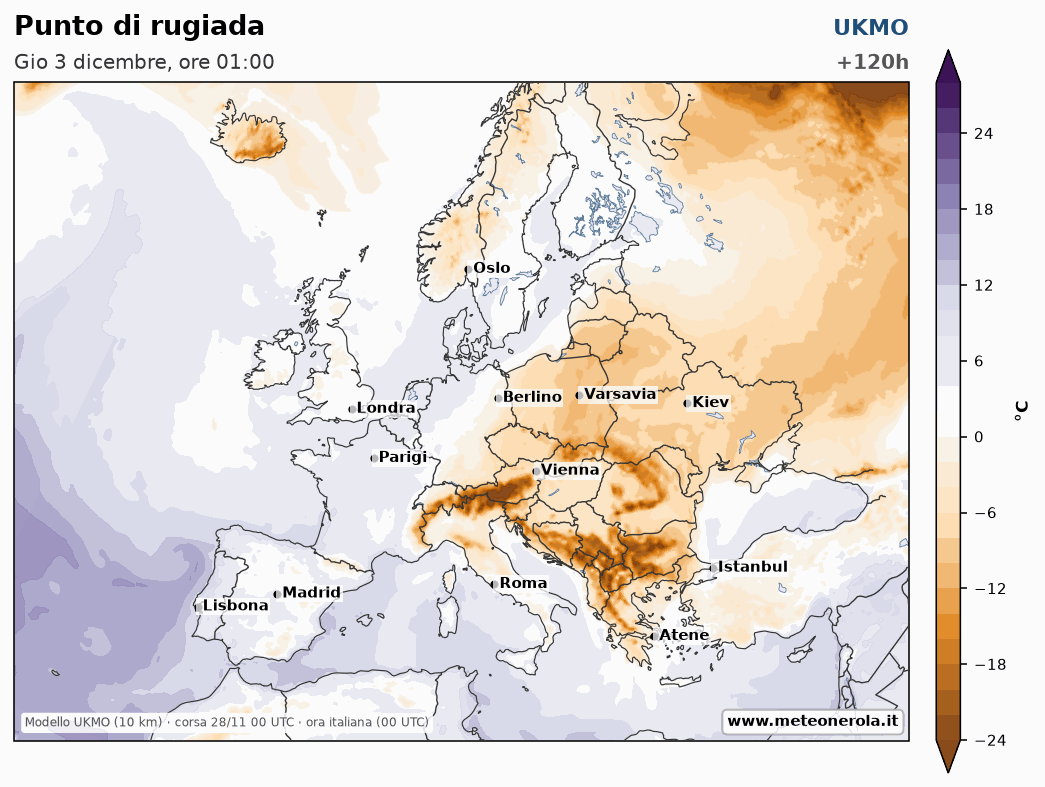 Punto di rugiada
UKMO
Gio 3 dicembre, ore 01:00
+120h
24
18
12
6
0
−6
−12
−18
−24
°C
Oslo
Londra
Berlino
Varsavia
Kiev
Parigi
Vienna
Istanbul
Roma
Madrid
Lisbona
Atene
Modello UKMO (10 km) · corsa 28/11 00 UTC · ora italiana (00 UTC)
www.meteonerola.it